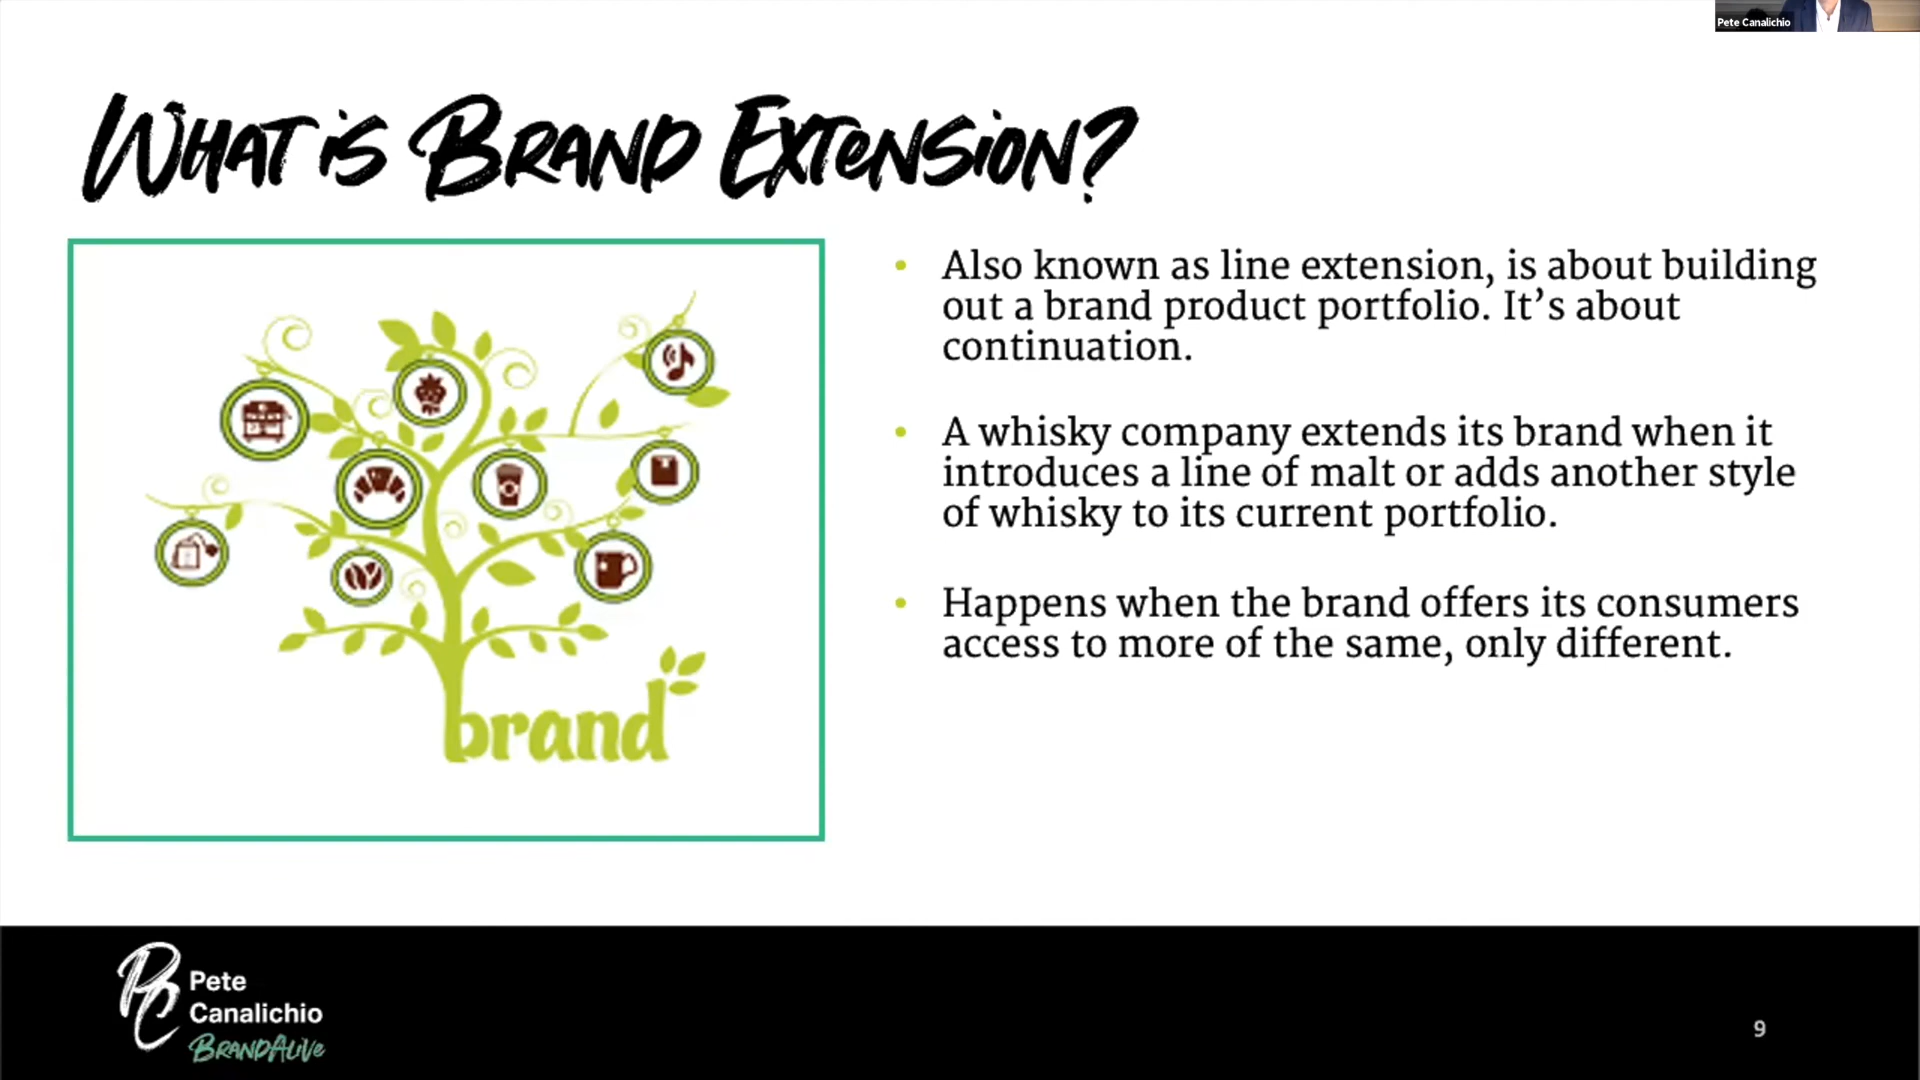 Pete Canalichio
What is Brand Extension?
• Also known as line extension, is about building
out a brand product portfolio. It’s about
continuation.
• A whisky company extends its brand when it
introduces a line of malt or adds another style
of whisky to its current portfolio.
• Happens when the brand offers its consumers
access to more of the same, only different.
brand
PC
Pete
Canalichio
BrandAlive
9